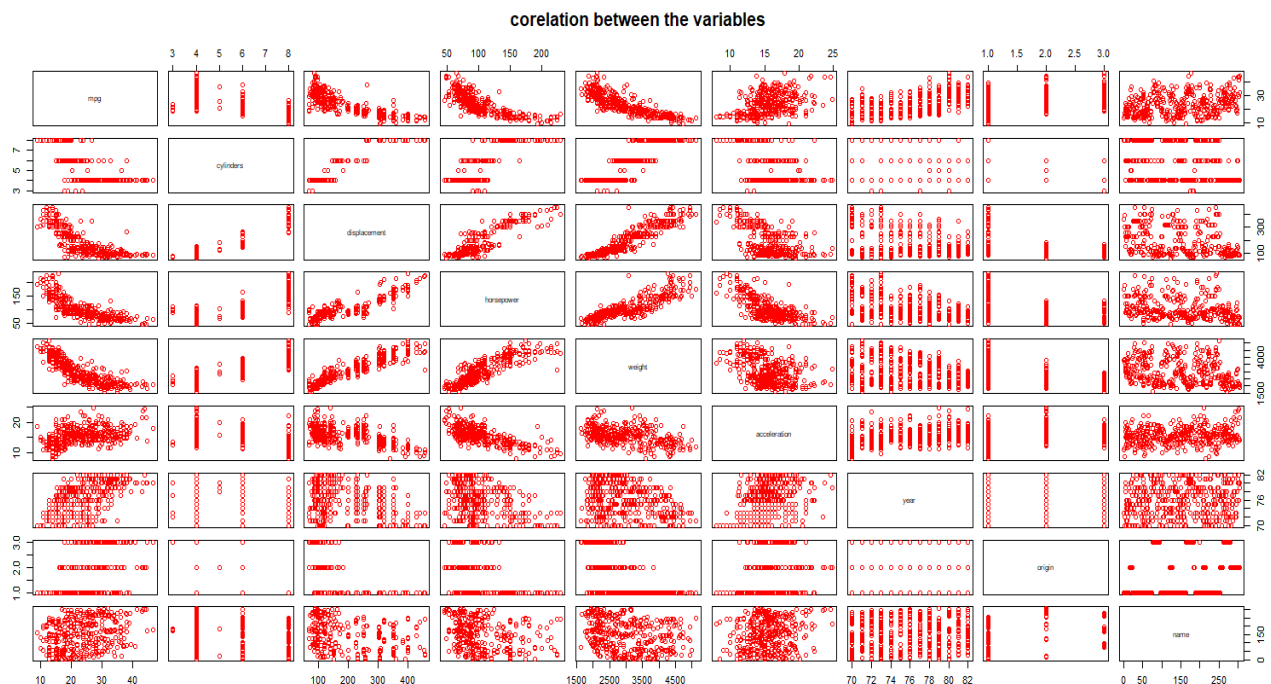 corelation between the variables
3 4 5 6 7 8 50 100 150 200 10 15 20 25 1.0 1.5 2.0 2.5 3.0
mpg
10 30
cylinders
3 5 7
displacement
100 300
horsepower
50 150
weight
1500 4000
acceleration
10 20
year
70 76 82
origin
1.0 2.0 3.0
name
0 150
10 20 30 40 100 200 300 400 1500 2500 3500 4500 70 72 74 76 78 80 82 0 50 150 250